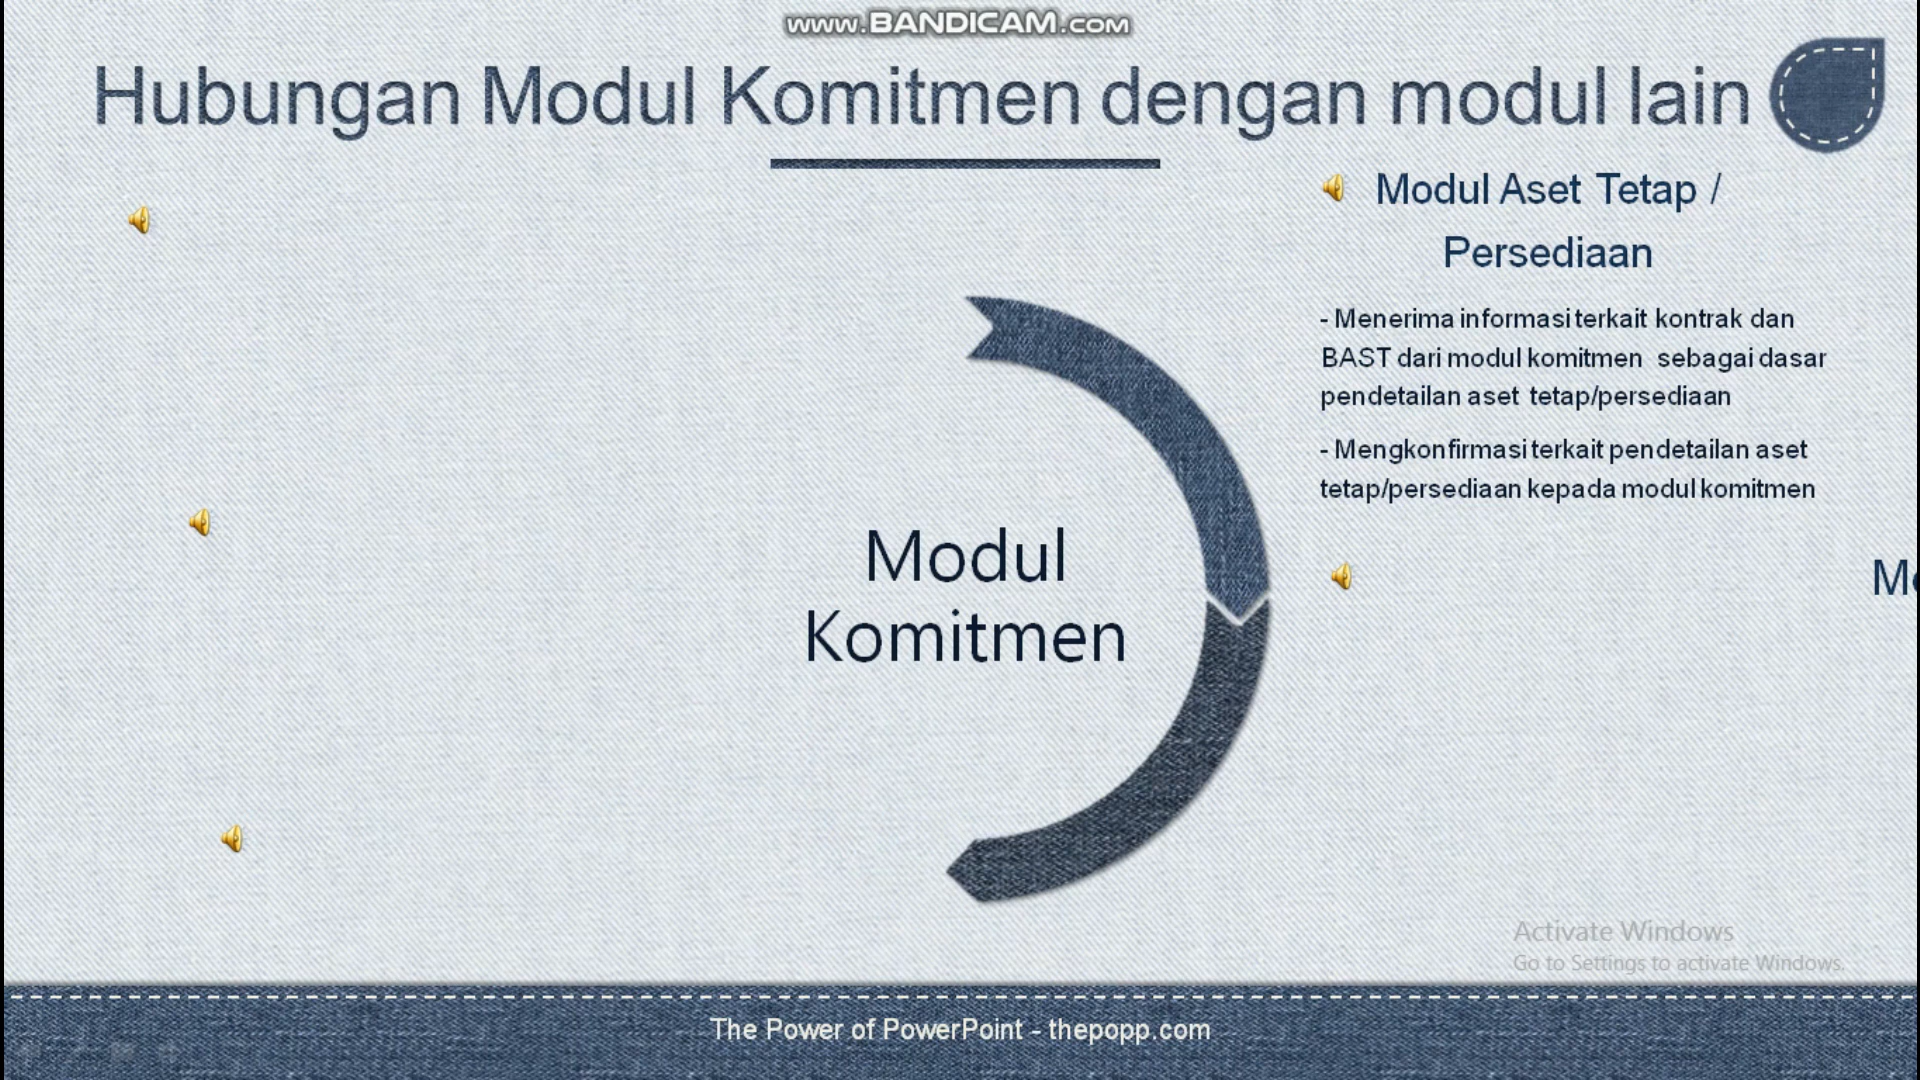 www.BANDICAM.com
Hubungan Modul Komitmen dengan modul lain
Modul Aset Tetap /
Persediaan
- Menerima informasi terkait kontrak dan
BAST dari modul komitmen sebagai dasar
pendetailan aset tetap/persediaan
- Mengkonfirmasi terkait pendetailan aset
tetap/persediaan kepada modul komitmen
Modul
Komitmen
Activate Windows
Go to Settings to activate Windows.
The Power of PowerPoint - thepopp.com